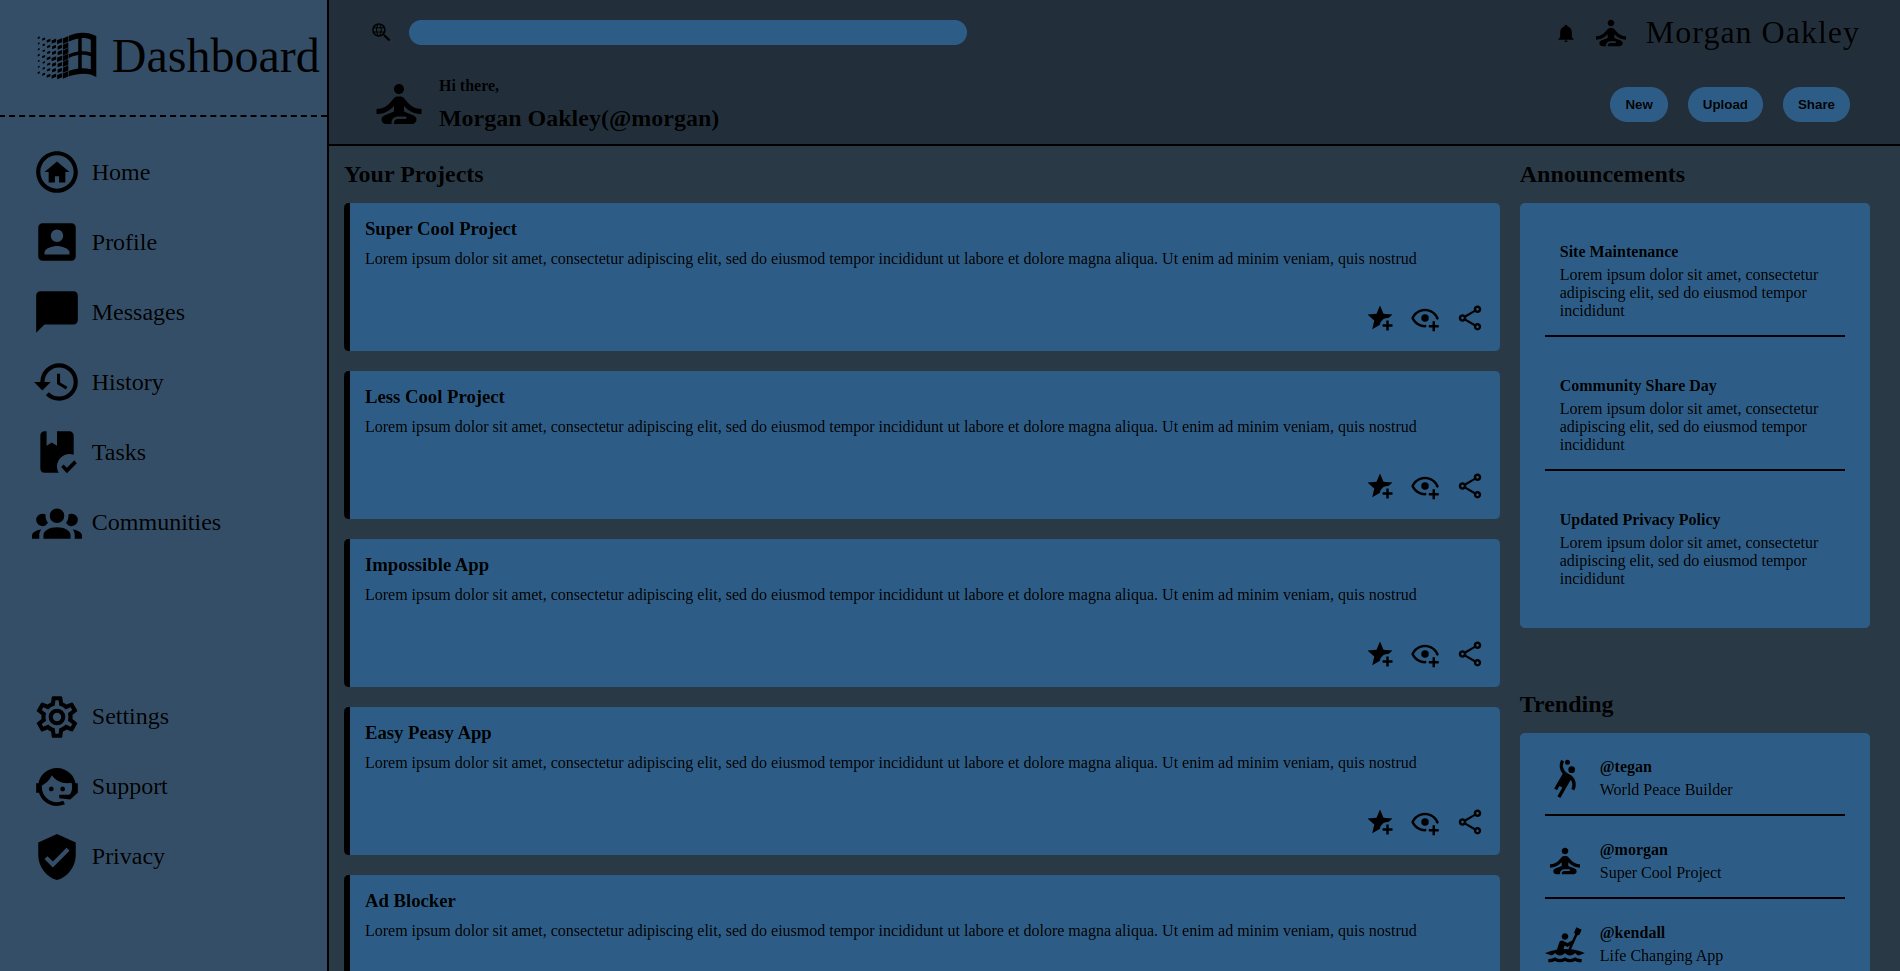 Dashboard
Home
Profile
Messages
History
Tasks
Communities
Settings
Support
Privacy
Morgan Oakley
Hi there,
Morgan Oakley(@morgan)
New
Upload
Share
Your Projects
Super Cool Project
Lorem ipsum dolor sit amet, consectetur adipiscing elit, sed do eiusmod tempor incididunt ut labore et dolore magna aliqua. Ut enim ad minim veniam, quis nostrud
Less Cool Project
Lorem ipsum dolor sit amet, consectetur adipiscing elit, sed do eiusmod tempor incididunt ut labore et dolore magna aliqua. Ut enim ad minim veniam, quis nostrud
Impossible App
Lorem ipsum dolor sit amet, consectetur adipiscing elit, sed do eiusmod tempor incididunt ut labore et dolore magna aliqua. Ut enim ad minim veniam, quis nostrud
Easy Peasy App
Lorem ipsum dolor sit amet, consectetur adipiscing elit, sed do eiusmod tempor incididunt ut labore et dolore magna aliqua. Ut enim ad minim veniam, quis nostrud
Ad Blocker
Lorem ipsum dolor sit amet, consectetur adipiscing elit, sed do eiusmod tempor incididunt ut labore et dolore magna aliqua. Ut enim ad minim veniam, quis nostrud
Announcements
Site Maintenance
Lorem ipsum dolor sit amet, consectetur
adipiscing elit, sed do eiusmod tempor
incididunt
Community Share Day
Lorem ipsum dolor sit amet, consectetur
adipiscing elit, sed do eiusmod tempor
incididunt
Updated Privacy Policy
Lorem ipsum dolor sit amet, consectetur
adipiscing elit, sed do eiusmod tempor
incididunt
Trending
@tegan
World Peace Builder
@morgan
Super Cool Project
@kendall
Life Changing App